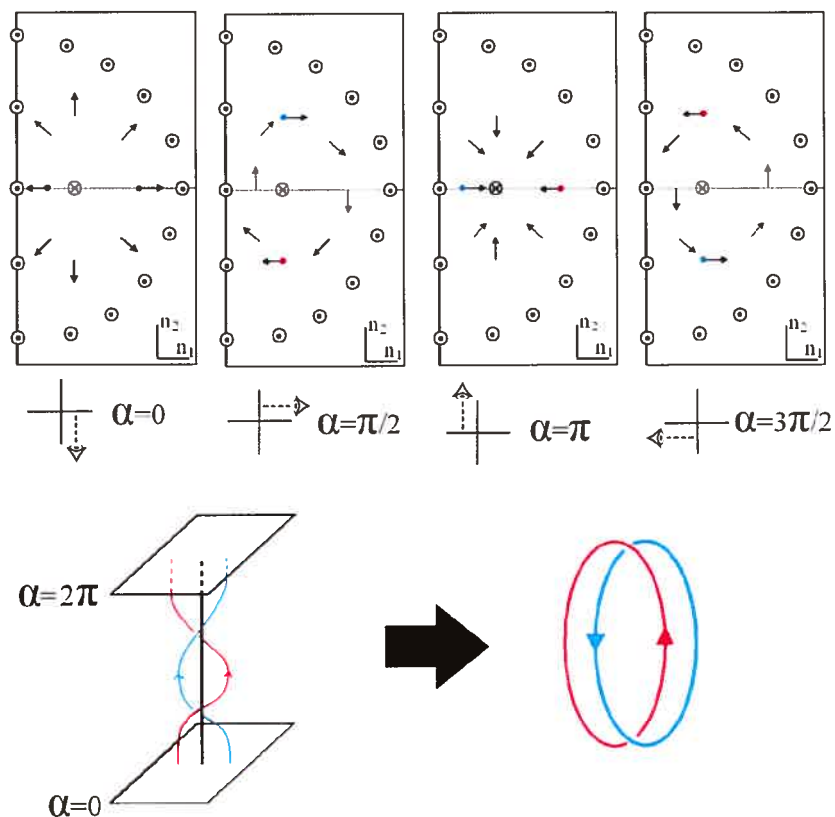 n₂ n₂ n₂ n₂
n₁ n₁ n₁ n₁
α=0 α=π/2 α=π α=3π/2
α=2π
α=0